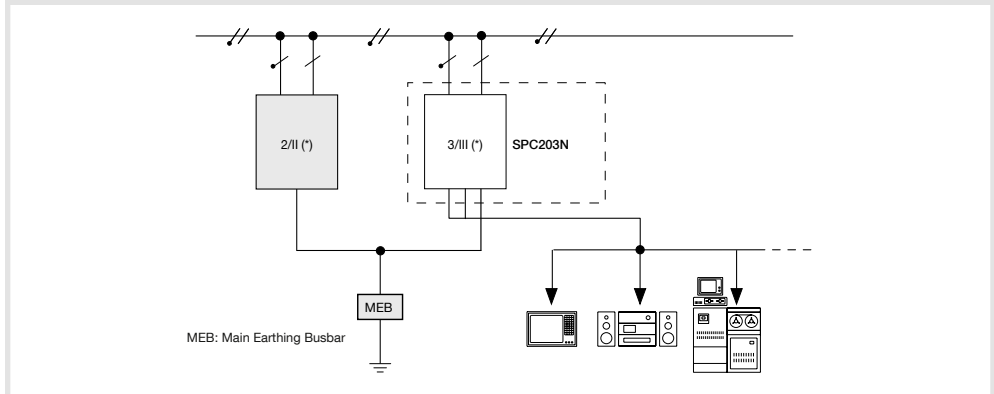 2/II (*)
3/III (*)
SPC203N
MEB
MEB: Main Earthing Busbar